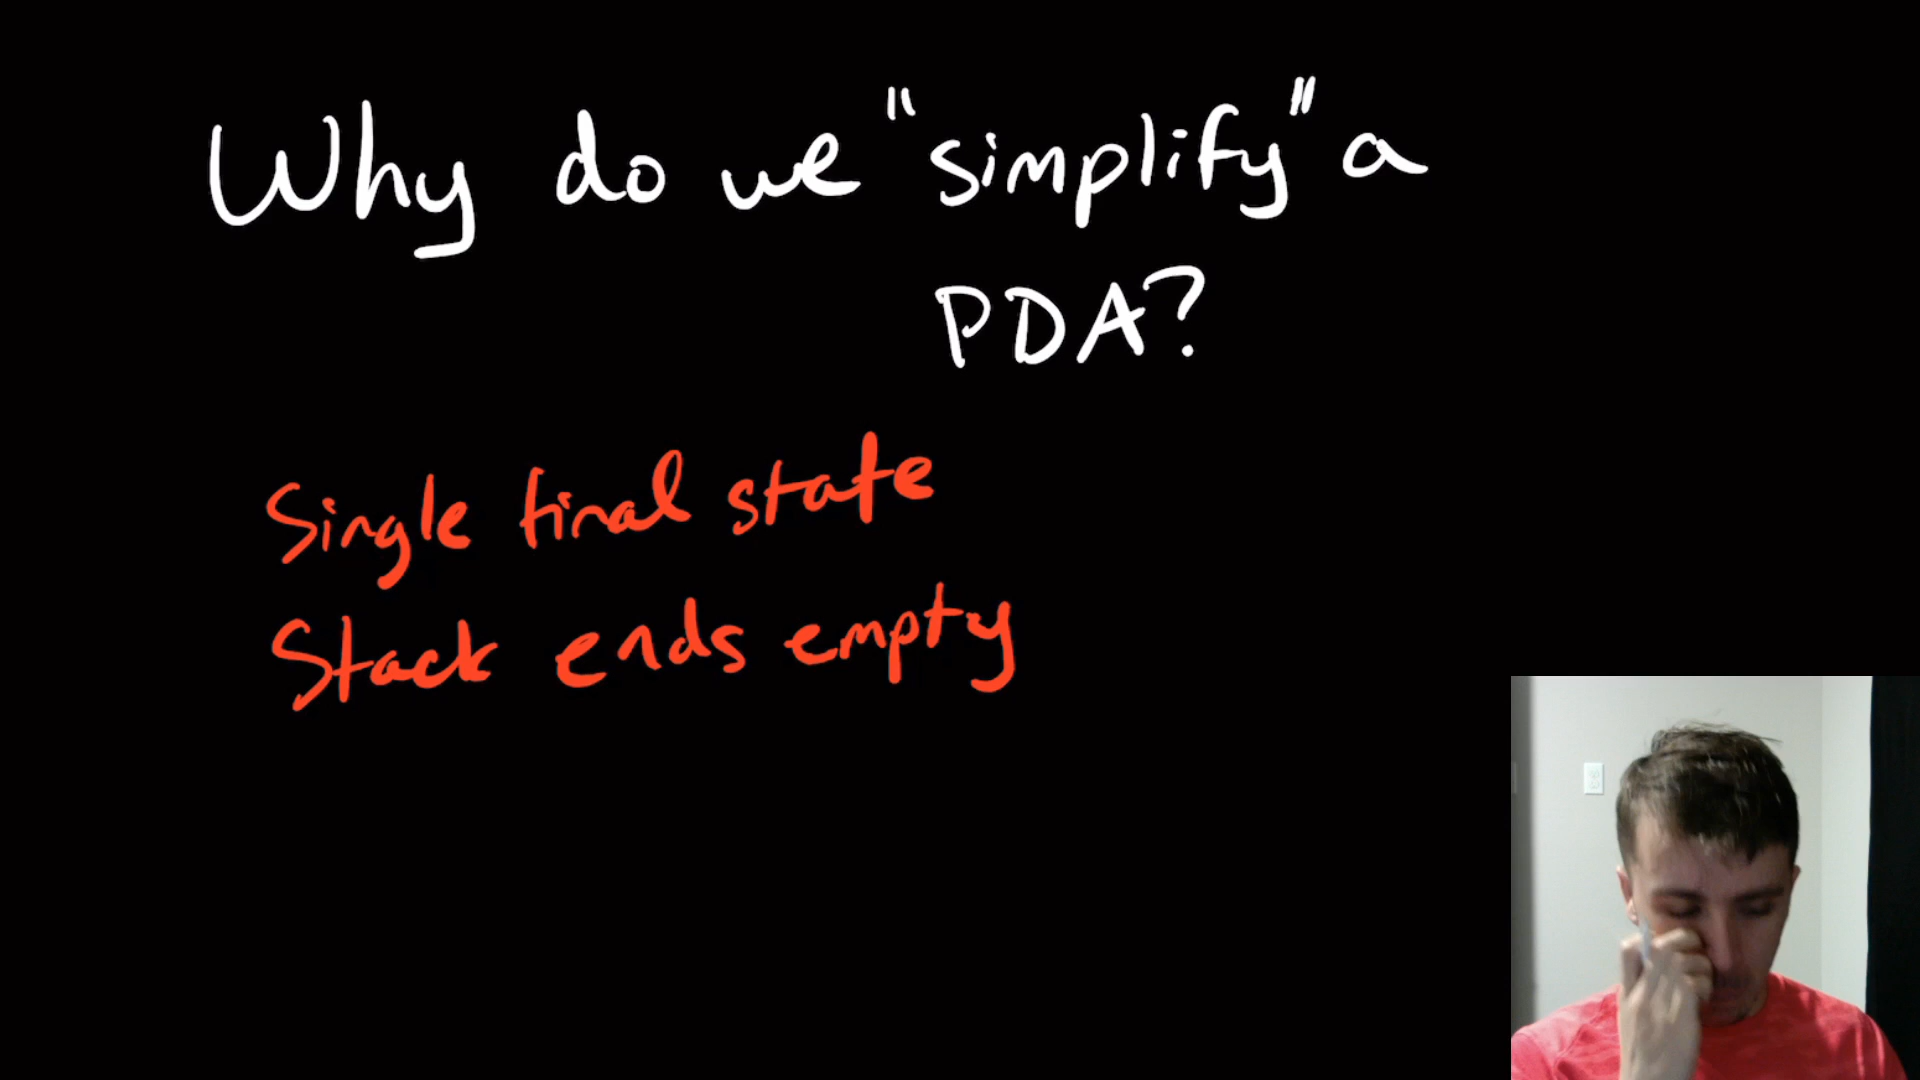 Why do we "simplify" a
PDA?
Single final state
Stack ends empty